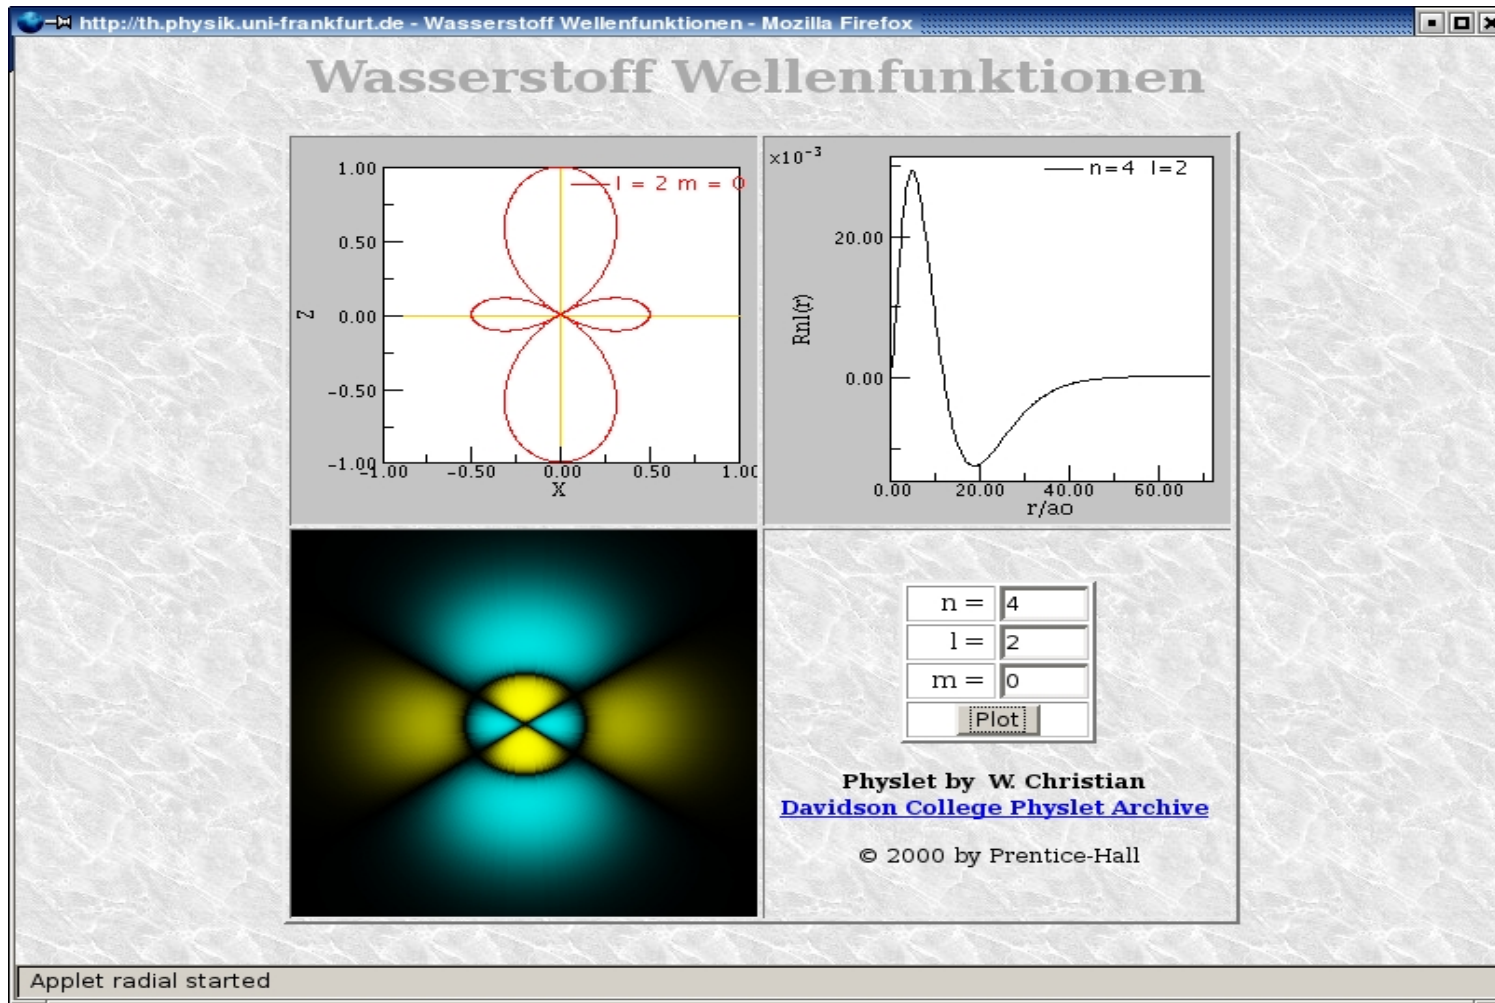 http://th.physik.uni-frankfurt.de - Wasserstoff Wellenfunktionen - Mozilla Firefox
Wasserstoff Wellenfunktionen
1.00
l = 2 m = 0
0.50
Z
0.00
-0.50
-1.00
-1.00 -0.50 0.00 0.50 1.00
X
×10⁻³
n=4 l=2
20.00
Rnl(r)
0.00
0.00 20.00 40.00 60.00
r/ao
n = 4
l = 2
m = 0
Plot
Physlet by W. Christian
Davidson College Physlet Archive
© 2000 by Prentice-Hall
Applet radial started